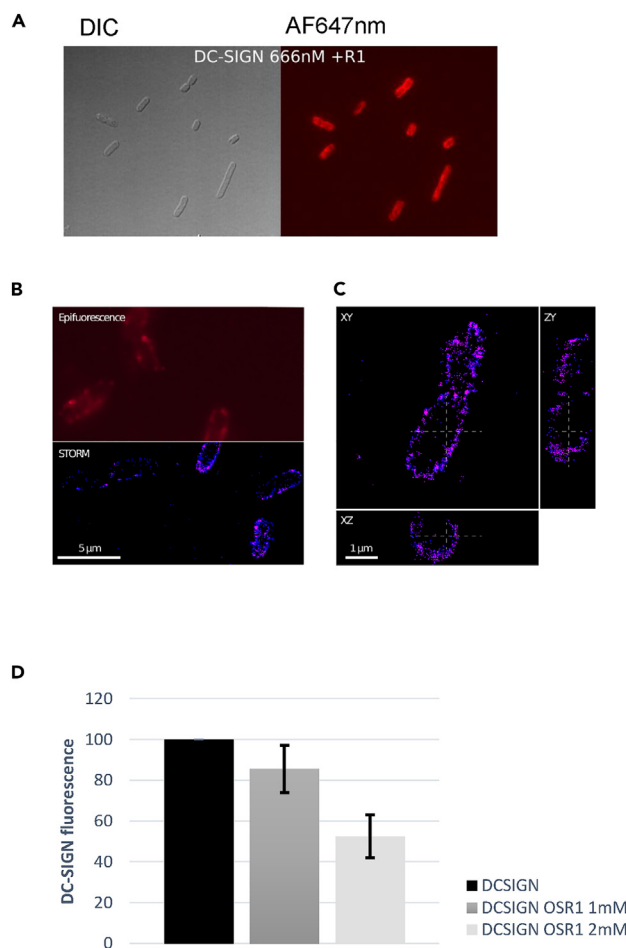 A
DIC
AF647nm
DC-SIGN 666nM +R1
B
Epifuorescence
STORM
5 µm
C
XY
ZY
XZ
1 µm
D
DC-SIGN fluorescence
120
100
80
60
40
20
0
DCSIGN
DCSIGN OSR1 1mM
DCSIGN OSR1 2mM